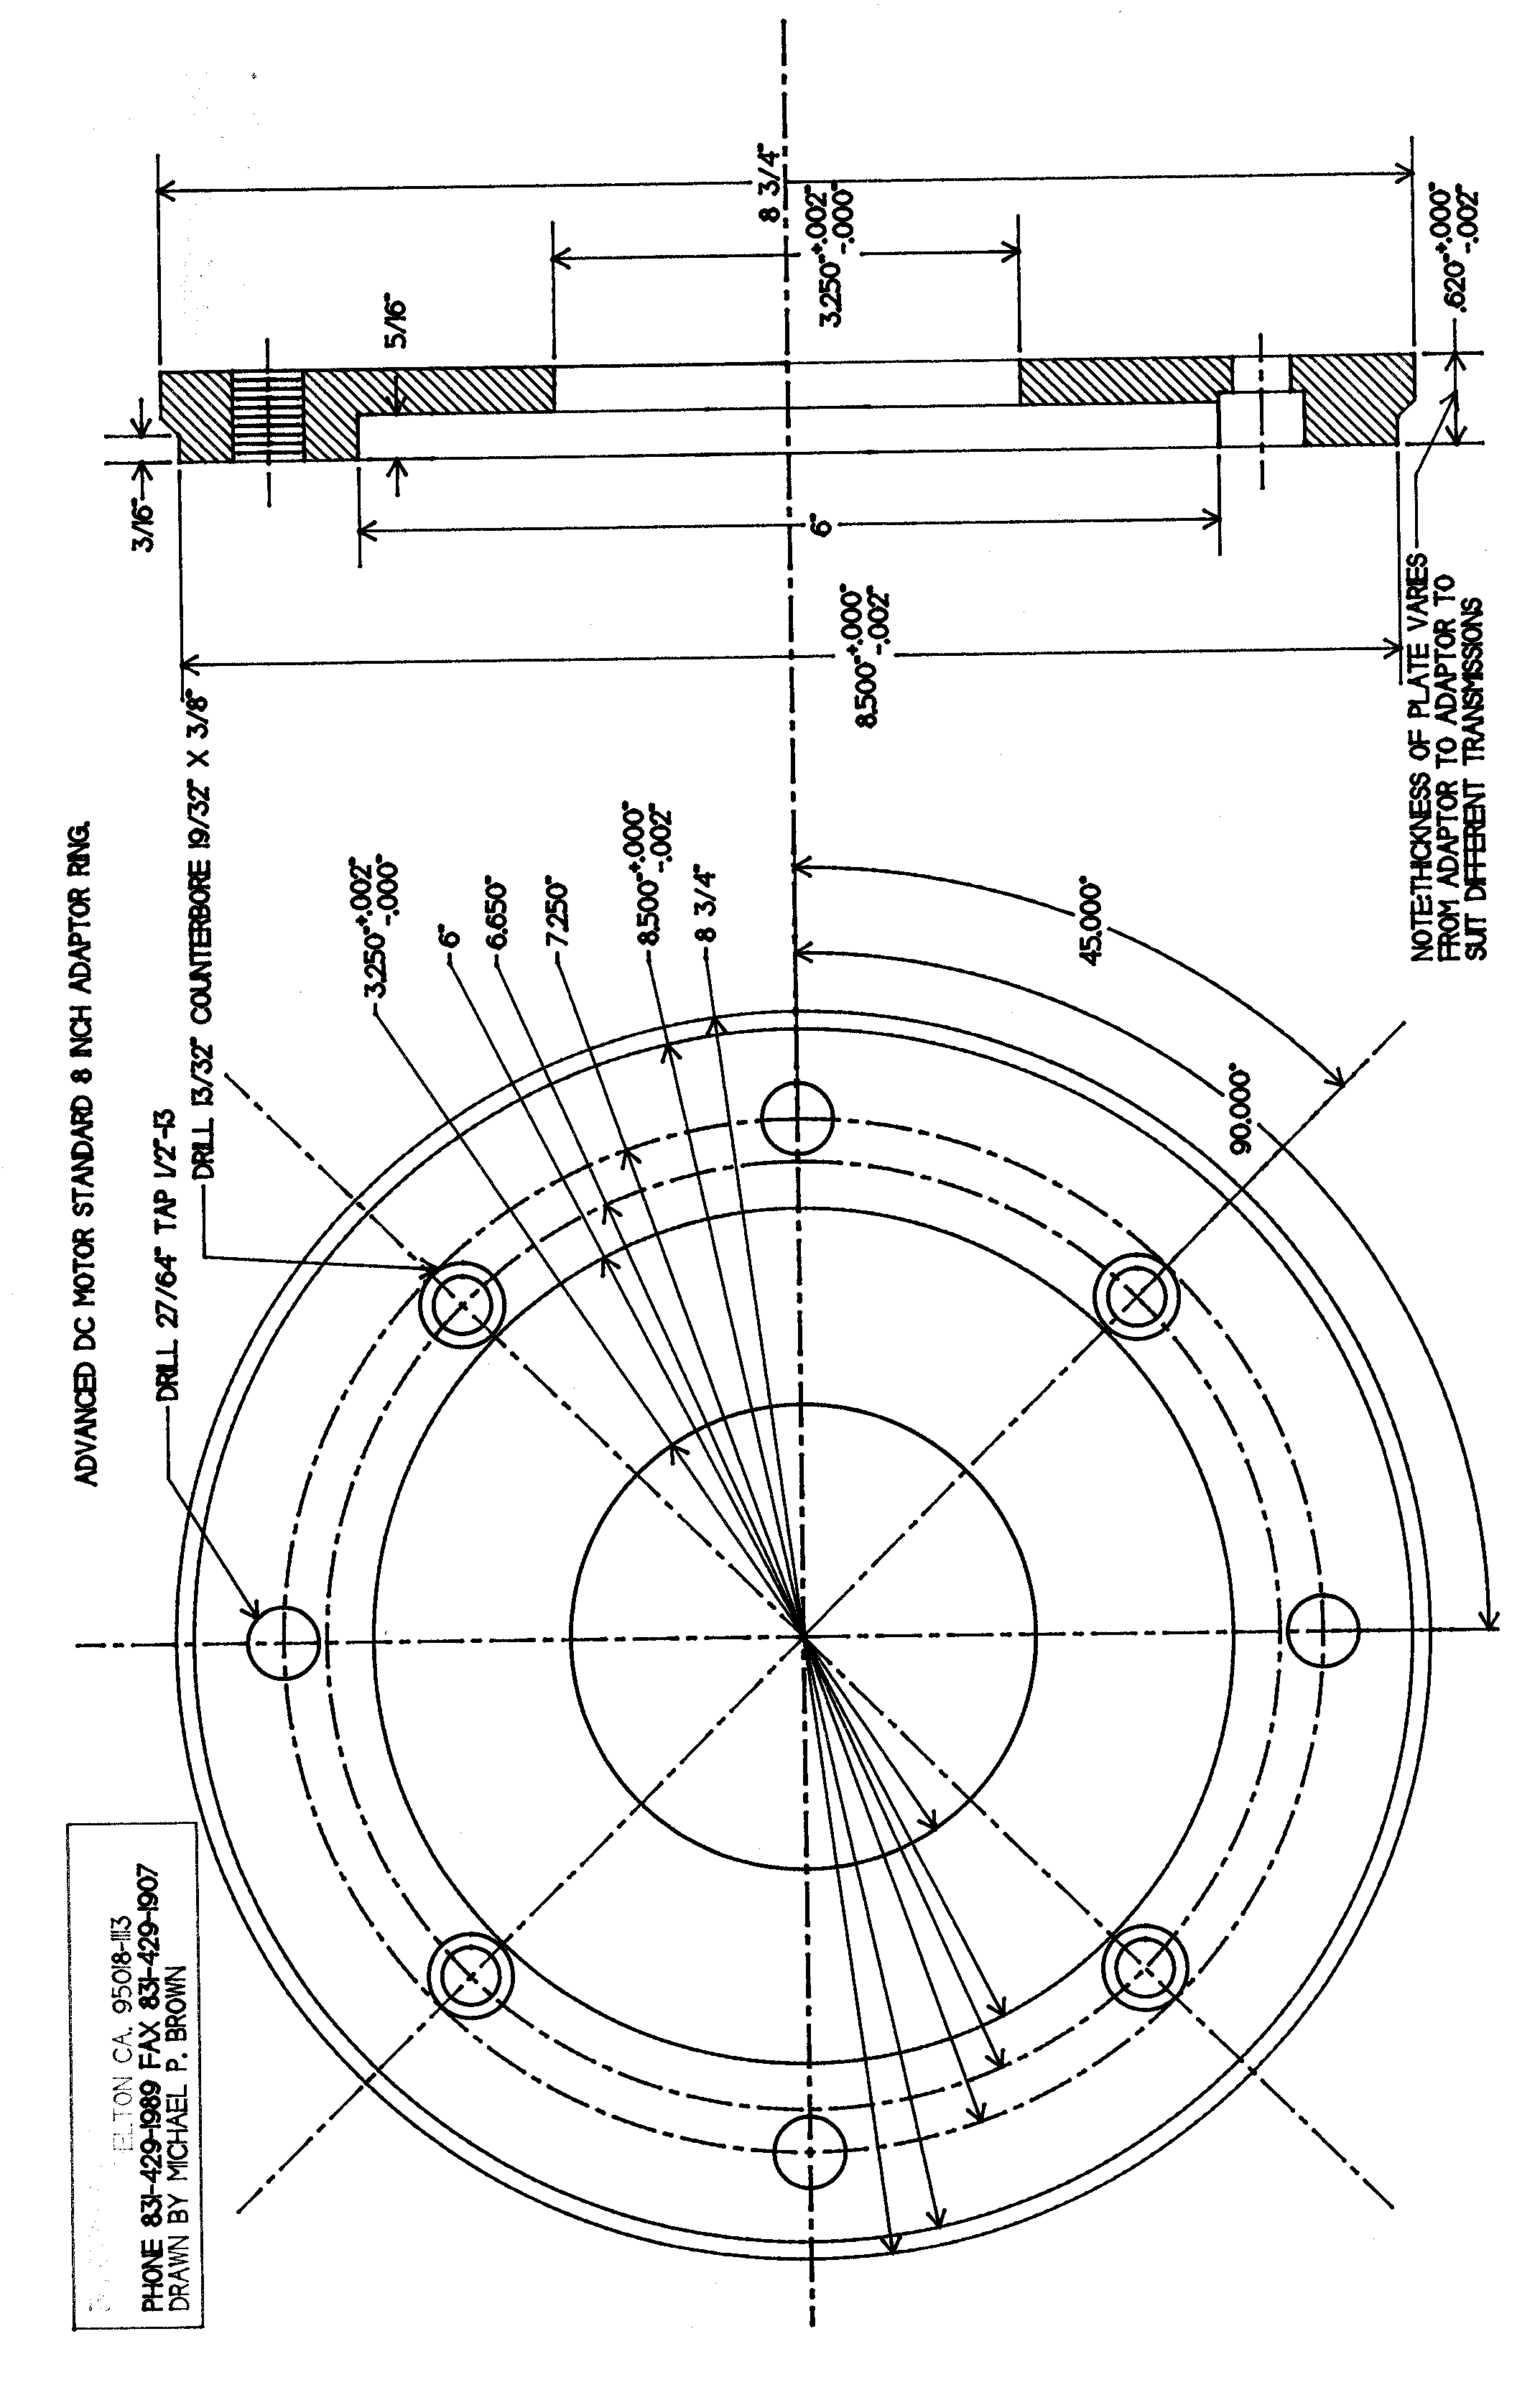 ADVANCED DC MOTOR STANDARD 8 INCH ADAPTOR RING.
DRILL 27/64" TAP 1/2"-13
DRILL 13/32" COUNTERBORE 19/32" X 3/8"
3.250"+.002"
-.000"
6"
6.650"
7.250"
8.500"+.000"
-.002"
8 3/4"
45.000°
90.000°
3/16"
5/16"
8 3/4"
3.250"+.002"
-.000"
6"
8.500"+.000"
-.002"
.620"+.000"
-.002"
NOTE:THICKNESS OF PLATE VARIES
FROM ADAPTOR TO ADAPTOR TO
SUIT DIFFERENT TRANSMISSIONS
ELTON CA. 95018-1113
PHONE 831-429-1989 FAX 831-429-1907
DRAWN BY MICHAEL P. BROWN